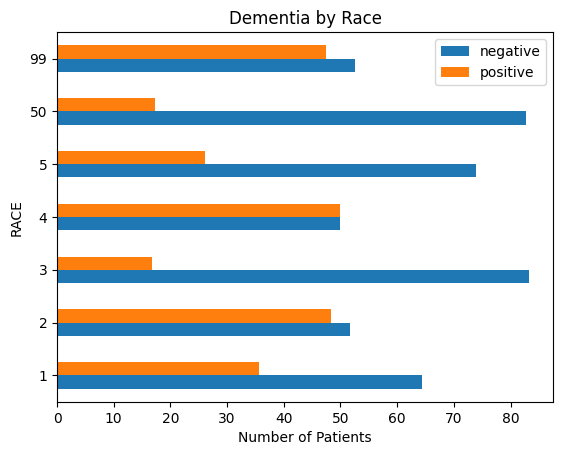 Dementia by Race
negative
positive
RACE
99
50
5
4
3
2
1
0 10 20 30 40 50 60 70 80
Number of Patients